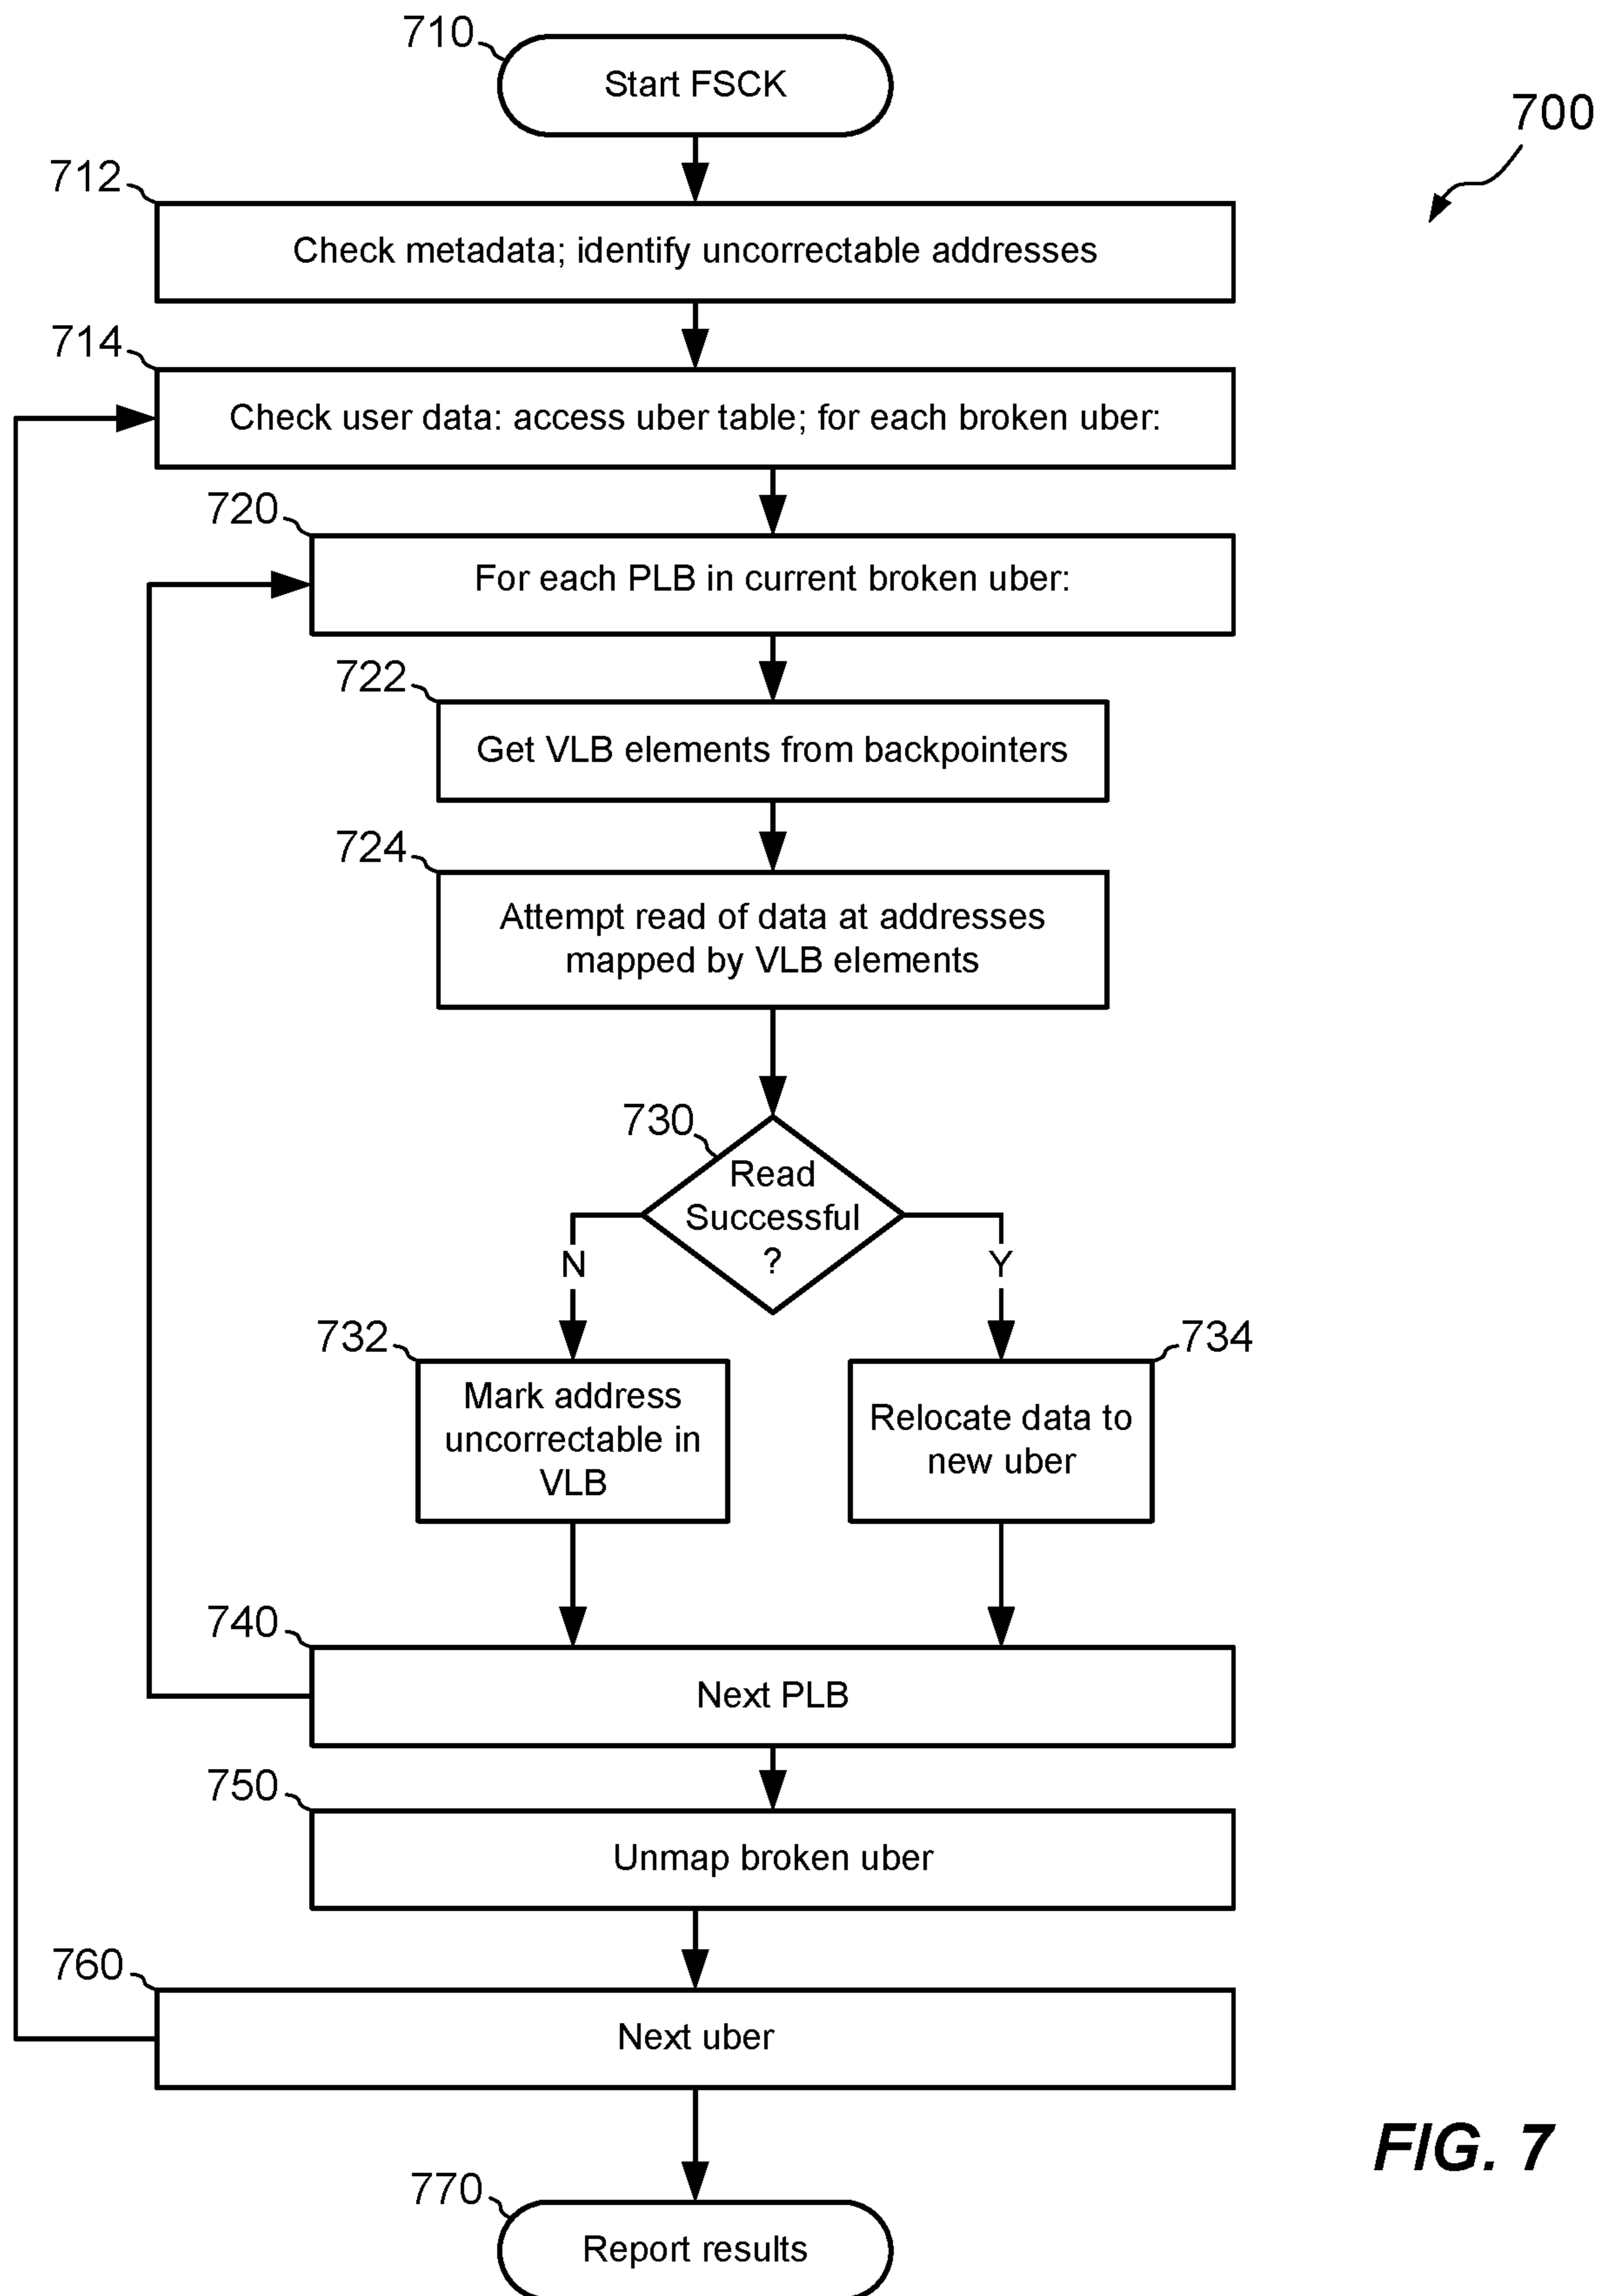 710
Start FSCK
700
712
Check metadata; identify uncorrectable addresses
714
Check user data: access uber table; for each broken uber:
720
For each PLB in current broken uber:
722
Get VLB elements from backpointers
724
Attempt read of data at addresses
mapped by VLB elements
730
Read
Successful
?
N
Y
732
Mark address
uncorrectable in
VLB
734
Relocate data to
new uber
740
Next PLB
750
Unmap broken uber
760
Next uber
FIG. 7
770
Report results